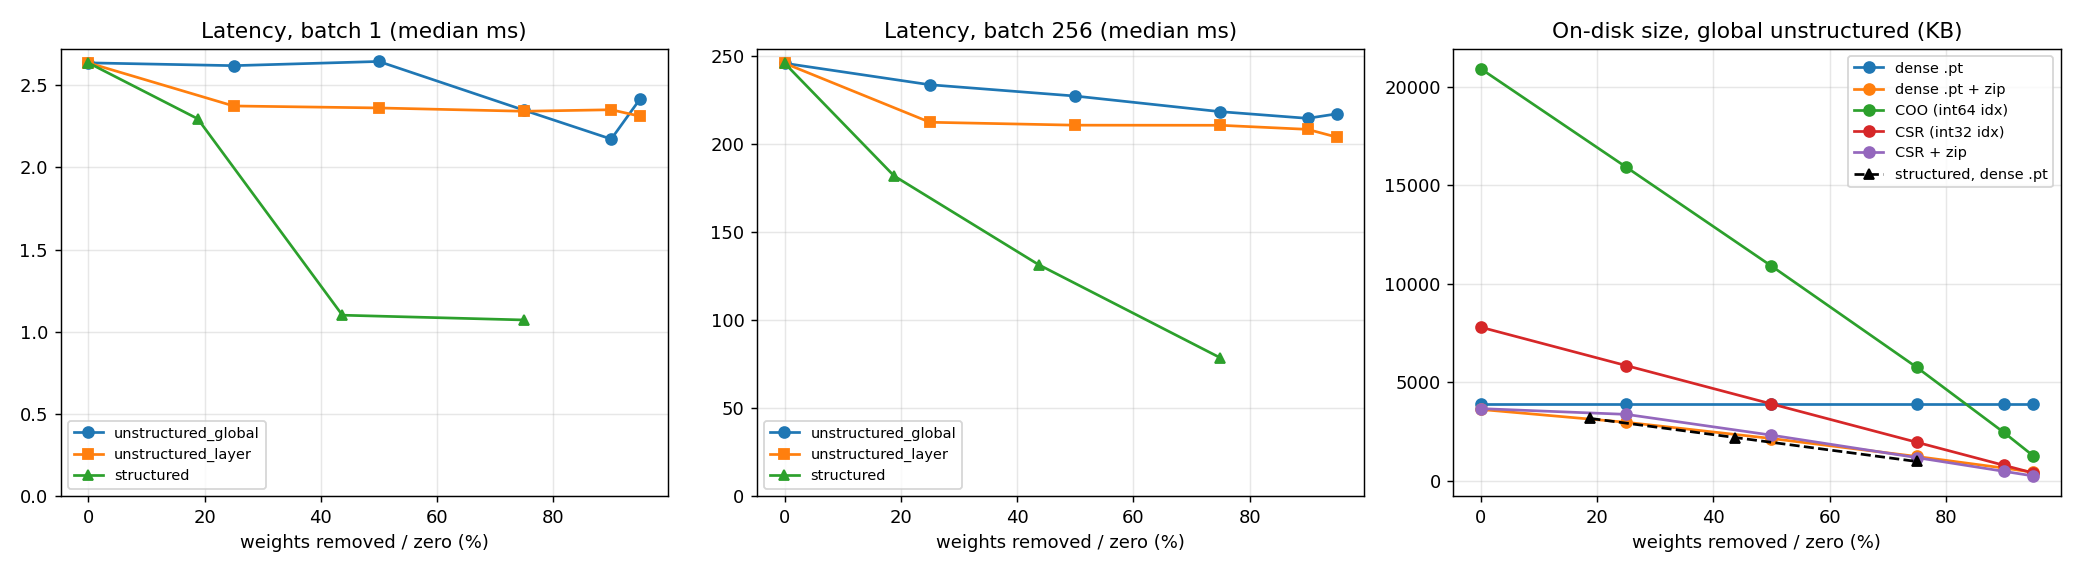 Latency, batch 1 (median ms)
2.5
2.0
1.5
1.0
0.5
0.0
unstructured_global
unstructured_layer
structured
0 20 40 60 80
weights removed / zero (%)
Latency, batch 256 (median ms)
250
200
150
100
50
0
unstructured_global
unstructured_layer
structured
0 20 40 60 80
weights removed / zero (%)
On-disk size, global unstructured (KB)
20000
15000
10000
5000
0
dense .pt
dense .pt + zip
COO (int64 idx)
CSR (int32 idx)
CSR + zip
structured, dense .pt
0 20 40 60 80
weights removed / zero (%)